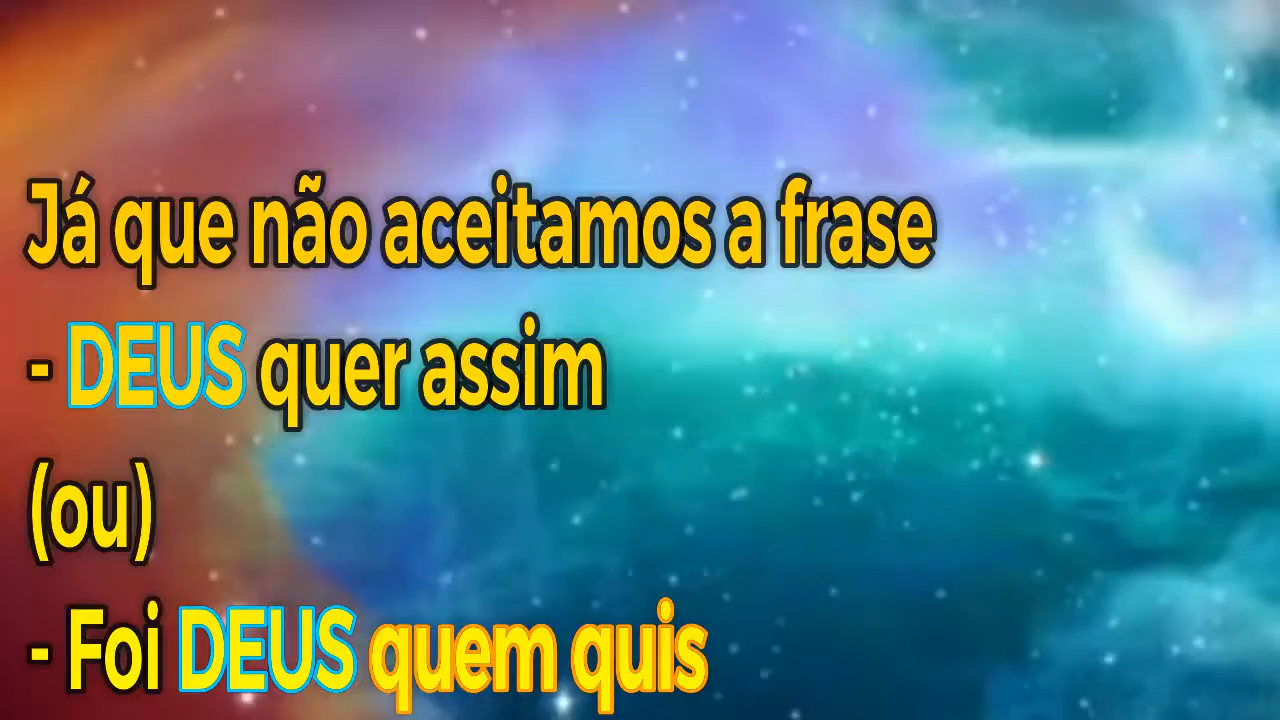 Já que não aceitamos a frase
- DEUS quer assim
(ou)
- Foi DEUS quem quis